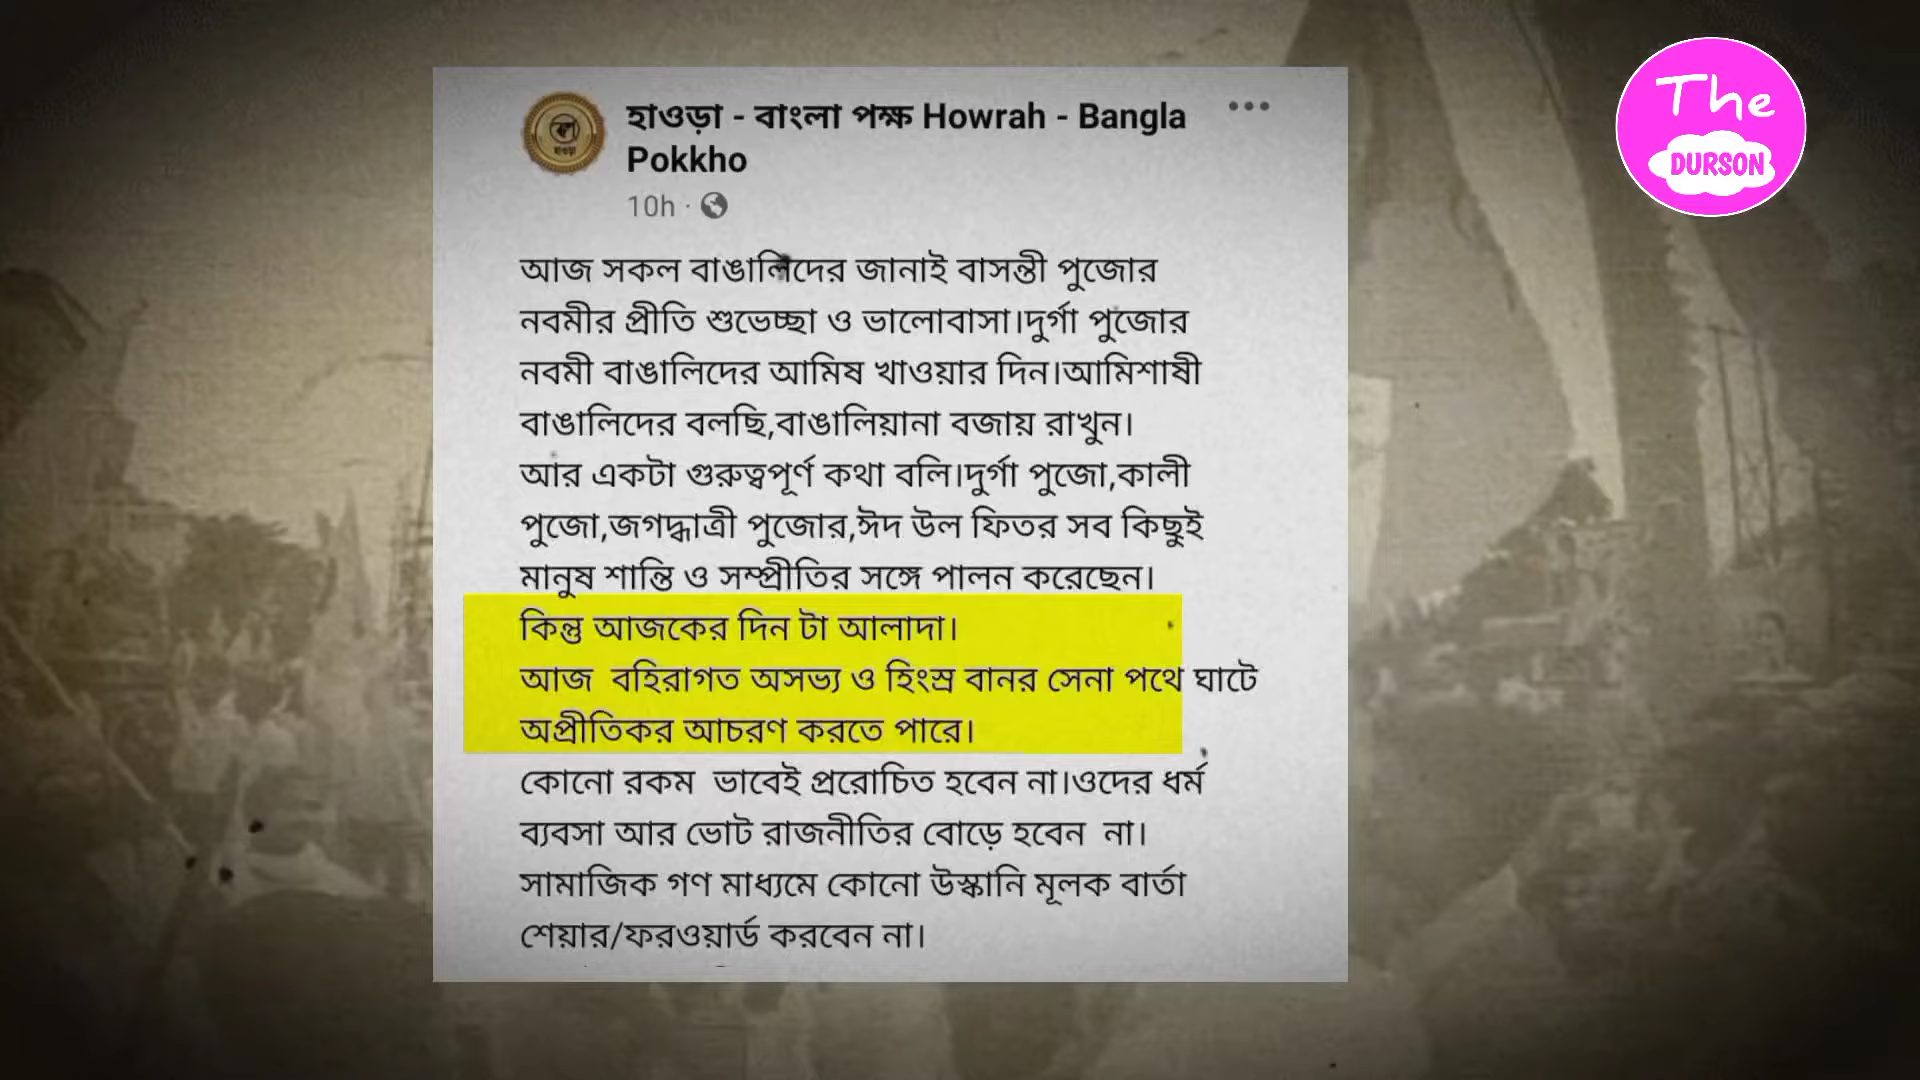 The
DURSON
হাওড়া - বাংলা পক্ষ Howrah - Bangla
Pokkho
10h ·
আজ সকল বাঙালিদের জানাই বাসন্তী পুজোর
নবমীর প্রীতি শুভেচ্ছা ও ভালোবাসা।দুর্গা পুজোর
নবমী বাঙালিদের আমিষ খাওয়ার দিন।আমিশাষী
বাঙালিদের বলছি,বাঙালিয়ানা বজায় রাখুন।
আর একটা গুরুত্বপূর্ণ কথা বলি।দুর্গা পুজো,কালী
পুজো,জগদ্ধাত্রী পুজোর,ঈদ উল ফিতর সব কিছুই
মানুষ শান্তি ও সম্প্রীতির সঙ্গে পালন করেছেন।
কিন্তু আজকের দিন টা আলাদা।
আজ  বহিরাগত অসভ্য ও হিংস্র বানর সেনা পথে ঘাটে
অপ্রীতিকর আচরণ করতে পারে।
কোনো রকম  ভাবেই প্ররোচিত হবেন না।ওদের ধর্ম
ব্যবসা আর ভোট রাজনীতির বোড়ে হবেন  না।
সামাজিক গণ মাধ্যমে কোনো উস্কানি মূলক বার্তা
শেয়ার/ফরওয়ার্ড করবেন না।